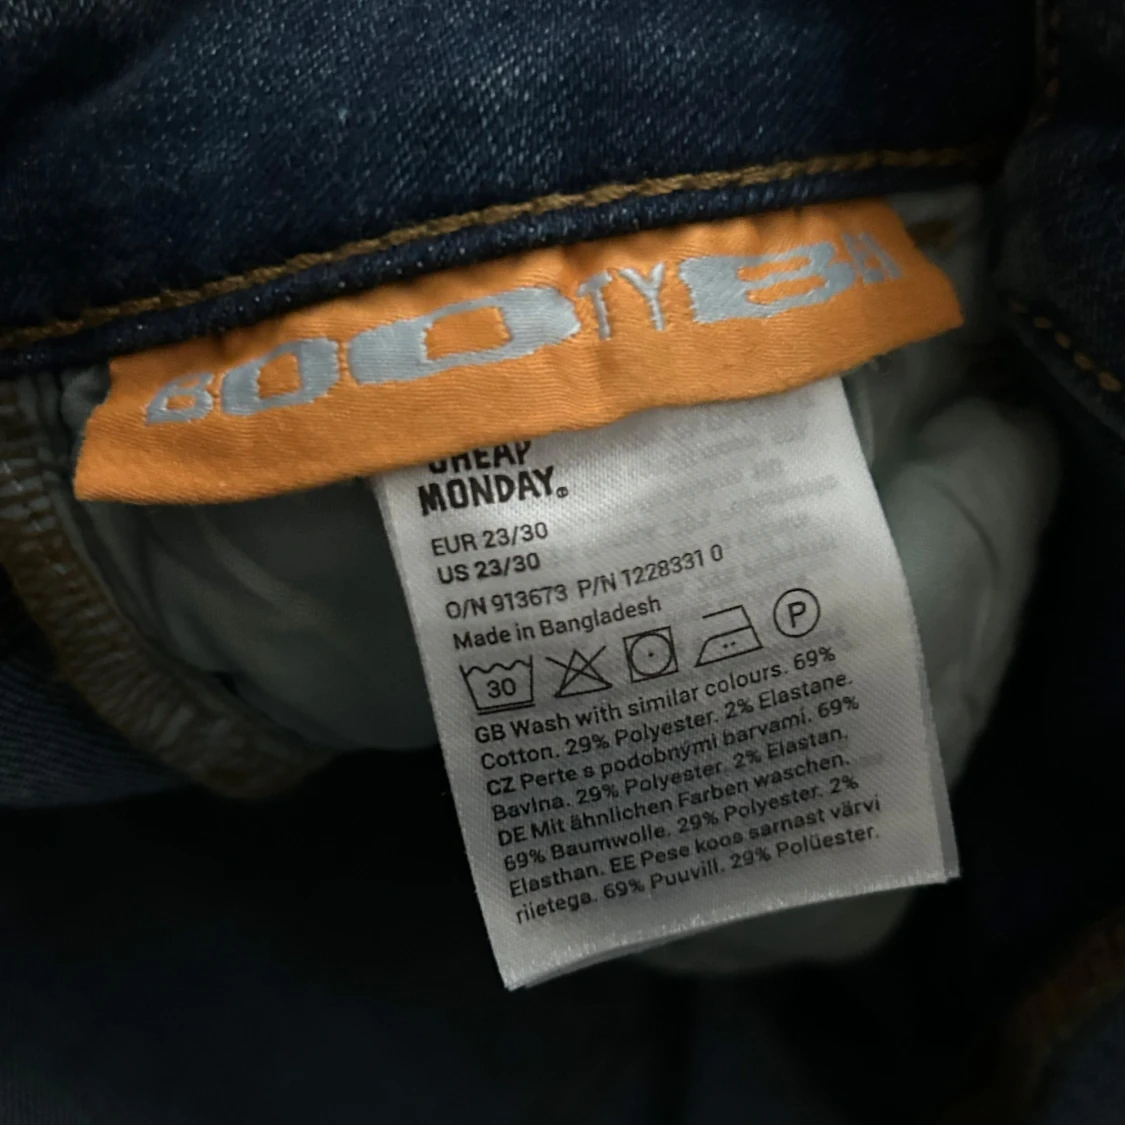 BOOTYBA
CHEAP
MONDAY®
EUR 23/30
US 23/30
O/N 913673 P/N 1228331 0
Made in Bangladesh
30 P
GB Wash with similar colours. 69%
Cotton. 29% Polyester. 2% Elastane.
CZ Perte s podobnými barvami. 69%
Bavlna. 29% Polyester. 2% Elastan.
DE Mit ähnlichen Farben waschen.
69% Baumwolle. 29% Polyester. 2%
Elasthan. EE Pese koos sarnast värvi
riietega. 69% Puuvill. 29% Polüester.